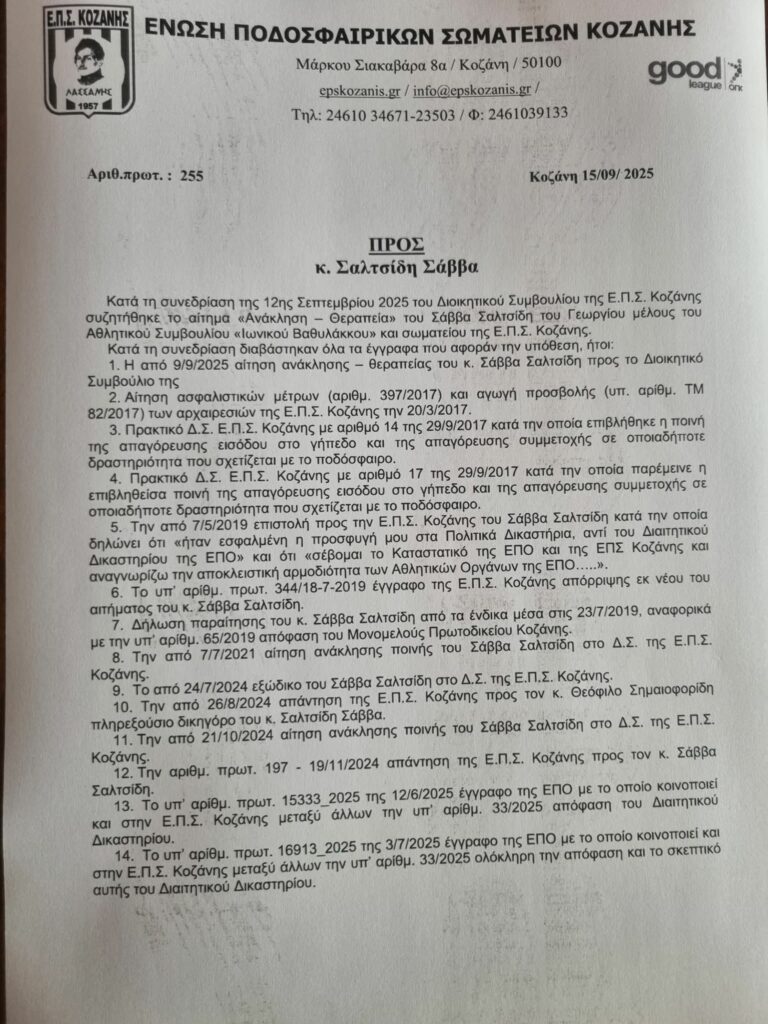 Ε.Π.Σ. ΚΟΖΑΝΗΣ
ΛΑΣΣΑΝΗΣ
1957
ΕΝΩΣΗ ΠΟΔΟΣΦΑΙΡΙΚΩΝ ΣΩΜΑΤΕΙΩΝ ΚΟΖΑΝΗΣ
Μάρκου Σιακαβάρα 8α / Κοζάνη / 50100
epskozanis.gr / info@epskozanis.gr /
Τηλ: 24610 34671-23503 / Φ: 2461039133
good
league
Αριθ.πρωτ. : 255
Κοζάνη 15/09/ 2025
ΠΡΟΣ
κ. Σαλτσίδη Σάββα
Κατά τη συνεδρίαση της 12ης Σεπτεμβρίου 2025 του Διοικητικού Συμβουλίου της Ε.Π.Σ. Κοζάνης
συζητήθηκε το αίτημα «Ανάκληση – Θεραπεία» του Σάββα Σαλτσίδη του Γεωργίου μέλους του
Αθλητικού Συμβουλίου «Ιωνικού Βαθυλάκκου» και σωματείου της Ε.Π.Σ. Κοζάνης.
Κατά τη συνεδρίαση διαβάστηκαν όλα τα έγγραφα που αφοράν την υπόθεση, ήτοι:
1. Η από 9/9/2025 αίτηση ανάκλησης – θεραπείας του κ. Σάββα Σαλτσίδη προς το Διοικητικό
Συμβούλιο της
2. Αίτηση ασφαλιστικών μέτρων (αριθμ. 397/2017) και αγωγή προσβολής (υπ. αρίθμ. ΤΜ
82/2017) των αρχαιρεσιών της Ε.Π.Σ. Κοζάνης την 20/3/2017.
3. Πρακτικό Δ.Σ. Ε.Π.Σ. Κοζάνης με αριθμό 14 της 29/9/2017 κατά την οποία επιβλήθηκε η ποινή
της απαγόρευσης εισόδου στο γήπεδο και της απαγόρευσης συμμετοχής σε οποιαδήποτε
δραστηριότητα που σχετίζεται με το ποδόσφαιρο.
4. Πρακτικό Δ.Σ. Ε.Π.Σ. Κοζάνης με αριθμό 17 της 29/9/2017 κατά την οποία παρέμεινε η
επιβληθείσα ποινή της απαγόρευσης εισόδου στο γήπεδο και της απαγόρευσης συμμετοχής σε
οποιαδήποτε δραστηριότητα που σχετίζεται με το ποδόσφαιρο.
5. Την από 7/5/2019 επιστολή προς την Ε.Π.Σ. Κοζάνης του Σάββα Σαλτσίδη κατά την οποία
δηλώνει ότι «ήταν εσφαλμένη η προσφυγή μου στα Πολιτικά Δικαστήρια, αντί του Διαιτητικού
Δικαστηρίου της ΕΠΟ» και ότι «σέβομαι το Καταστατικό της ΕΠΟ και της ΕΠΣ Κοζάνης και
αναγνωρίζω την αποκλειστική αρμοδιότητα των Αθλητικών Οργάνων της ΕΠΟ…..».
6. Το υπ’ αρίθμ. πρωτ. 344/18-7-2019 έγγραφο της Ε.Π.Σ. Κοζάνης απόρριψης εκ νέου του
αιτήματος του κ. Σάββα Σαλτσίδη.
7. Δήλωση παραίτησης του κ. Σάββα Σαλτσίδη από τα ένδικα μέσα στις 23/7/2019, αναφορικά
με την υπ’ αρίθμ. 65/2019 απόφαση του Μονομελούς Πρωτοδικείου Κοζάνης.
8. Την από 7/7/2021 αίτηση ανάκλησης ποινής του Σάββα Σαλτσίδη στο Δ.Σ. της Ε.Π.Σ.
Κοζάνης.
9. Το από 24/7/2024 εξώδικο του Σάββα Σαλτσίδη στο Δ.Σ. της Ε.Π.Σ. Κοζάνης.
10. Την από 26/8/2024 απάντηση της Ε.Π.Σ. Κοζάνης προς τον κ. Θεόφιλο Σημαιοφορίδη
πληρεξούσιο δικηγόρο του κ. Σαλτσίδη Σάββα.
11. Την από 21/10/2024 αίτηση ανάκλησης ποινής του Σάββα Σαλτσίδη στο Δ.Σ. της Ε.Π.Σ.
Κοζάνης.
12. Την αριθμ. πρωτ. 197 - 19/11/2024 απάντηση της Ε.Π.Σ. Κοζάνης προς τον κ. Σάββα
Σαλτσίδη.
13. Το υπ’ αρίθμ. πρωτ. 15333_2025 της 12/6/2025 έγγραφο της ΕΠΟ με το οποίο κοινοποιεί
και στην Ε.Π.Σ. Κοζάνης μεταξύ άλλων την υπ’ αρίθμ. 33/2025 απόφαση του Διαιτητικού
Δικαστηρίου.
14. Το υπ’ αρίθμ. πρωτ. 16913_2025 της 3/7/2025 έγγραφο της ΕΠΟ με το οποίο κοινοποιεί και
στην Ε.Π.Σ. Κοζάνης μεταξύ άλλων την υπ’ αρίθμ. 33/2025 ολόκληρη την απόφαση και το σκεπτικό
αυτής του Διαιτητικού Δικαστηρίου.